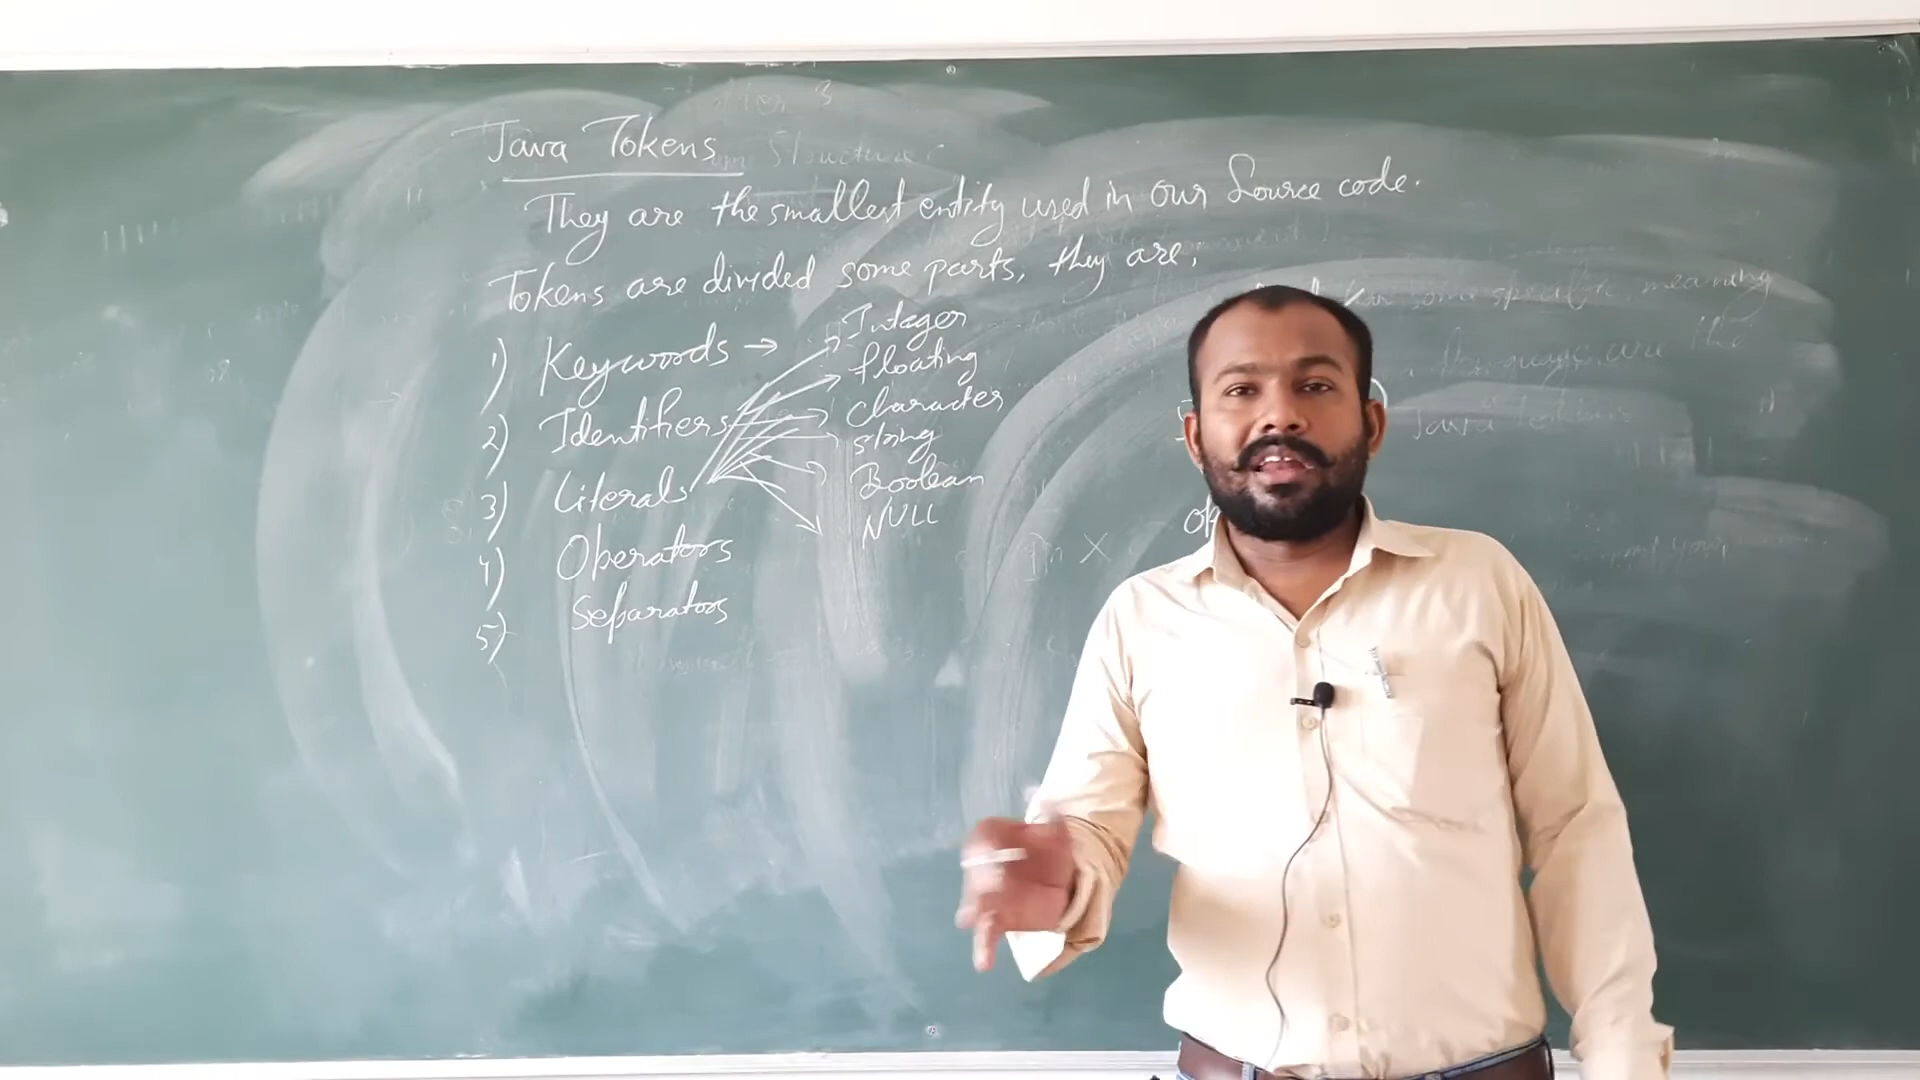 Java Tokens
They are the smallest entity used in our Source code.
Tokens are divided some parts, they are,
1) Keywords →
2) Identifiers
3) Literals
4) Operators
5) Separators
Intager
floating
character
string
Boolean
NULL